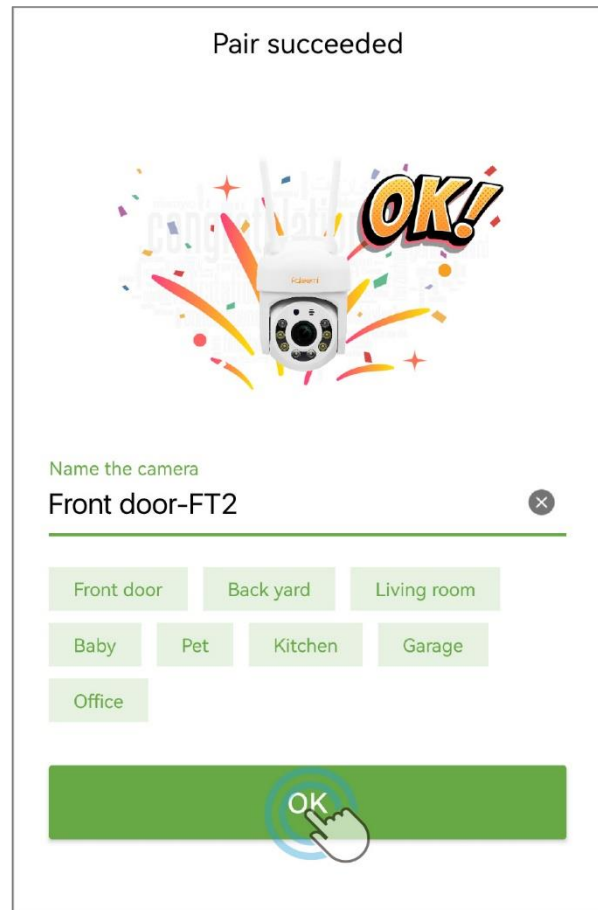 Pair succeeded
OK!
congratulation
Name the camera
Front door-FT2
Front door
Back yard
Living room
Baby
Pet
Kitchen
Garage
Office
OK